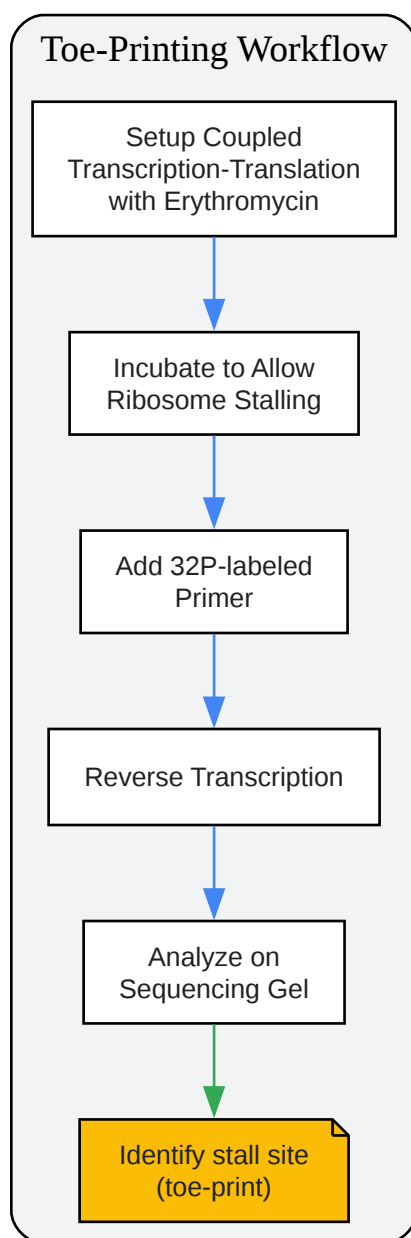 Toe-Printing Workflow
Setup Coupled
Transcription-Translation
with Erythromycin
Incubate to Allow
Ribosome Stalling
Add 32P-labeled
Primer
Reverse Transcription
Analyze on
Sequencing Gel
Identify stall site
(toe-print)